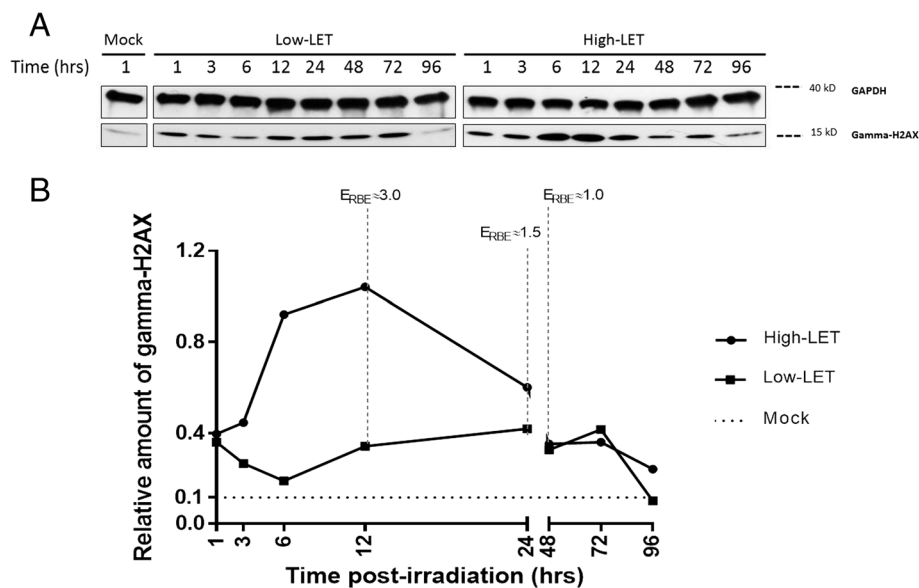 A
Mock Low-LET High-LET
Time (hrs) 1 1 3 6 12 24 48 72 96 1 3 6 12 24 48 72 96
40 kD GAPDH
15 kD Gamma-H2AX
B
E_RBE≈3.0 E_RBE≈1.0
E_RBE≈1.5
Relative amount of gamma-H2AX
1.2
0.8
0.4
0.1
0.0
High-LET
Low-LET
Mock
1 3 6 12 24 48 72 96
Time post-irradiation (hrs)